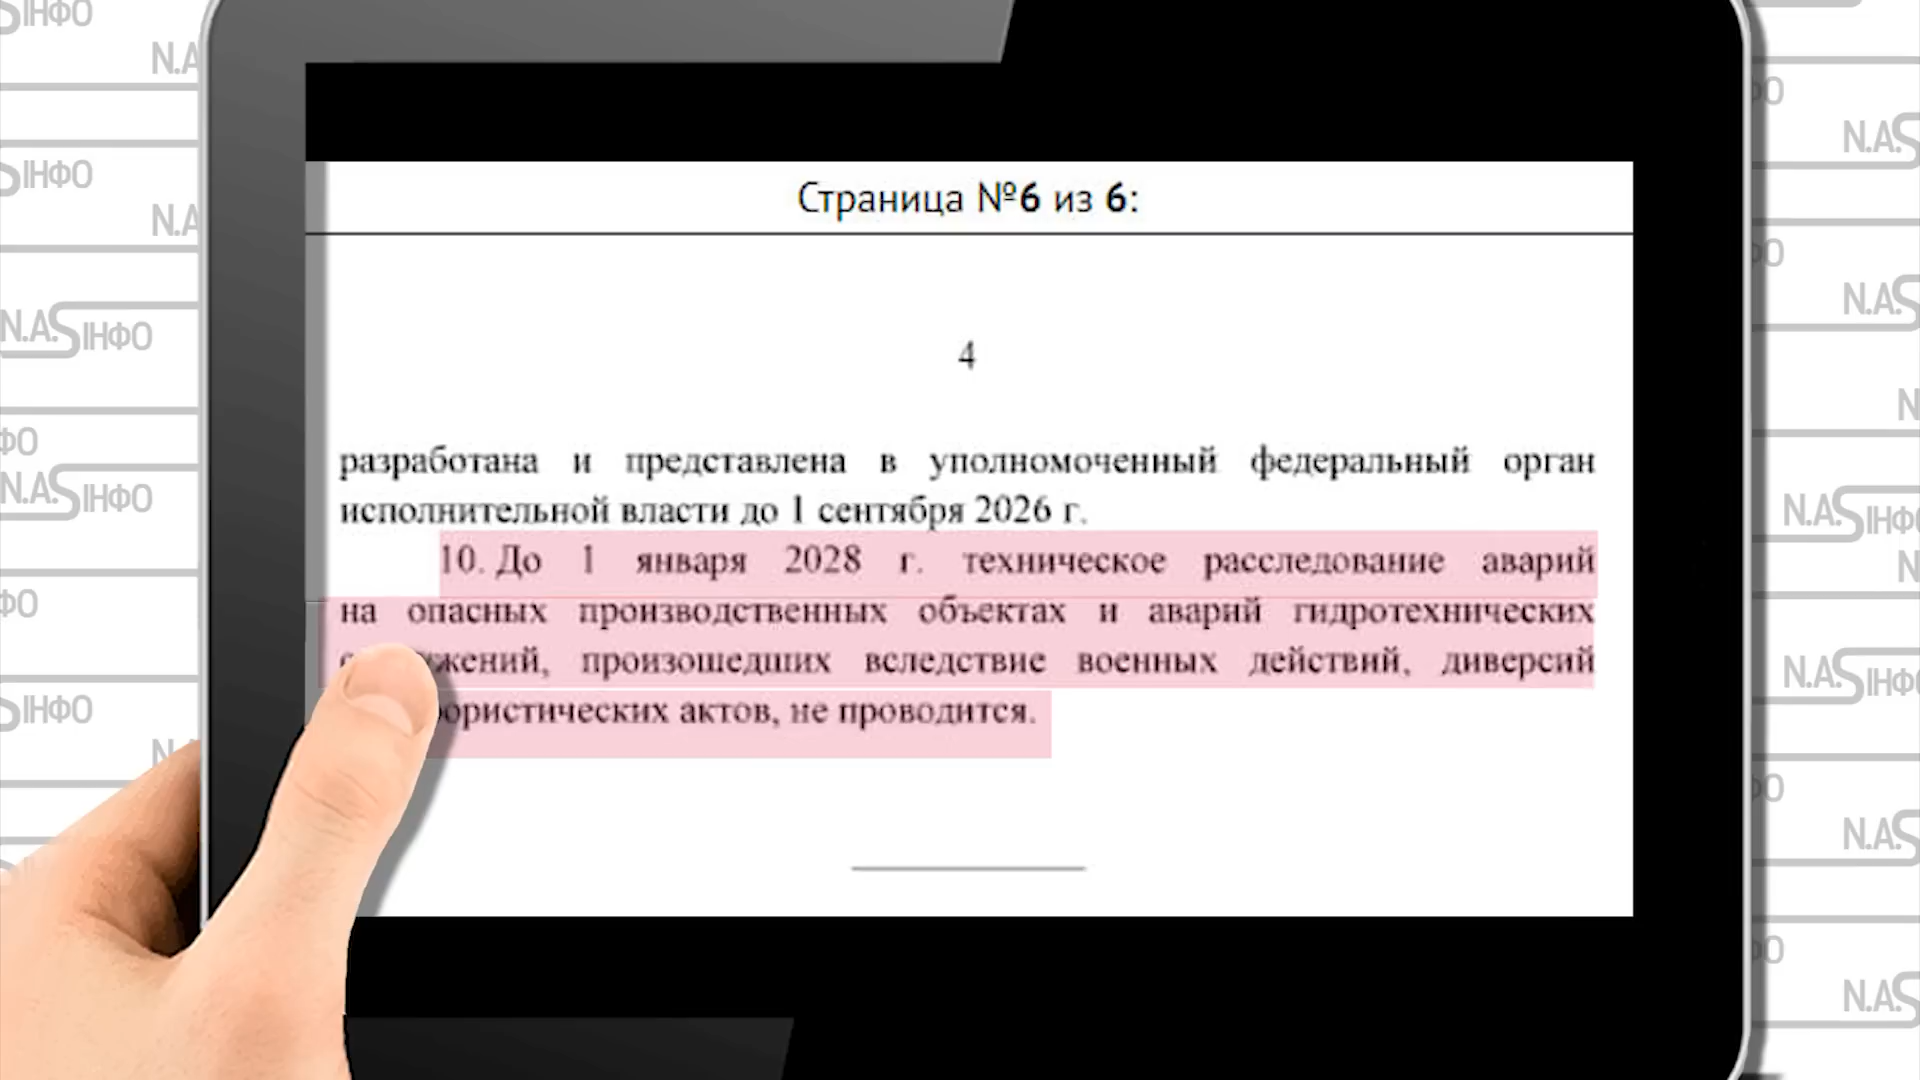 Страница №6 из 6:
4
разработана и представлена в уполномоченный федеральный орган
исполнительной власти до 1 сентября 2026 г.
10. До 1 января 2028 г. техническое расследование аварий
на опасных производственных объектах и аварий гидротехнических
произошедших вследствие военных действий, диверсий
актов, не проводится.
N.A.SІНФО
N.A.SІНФО